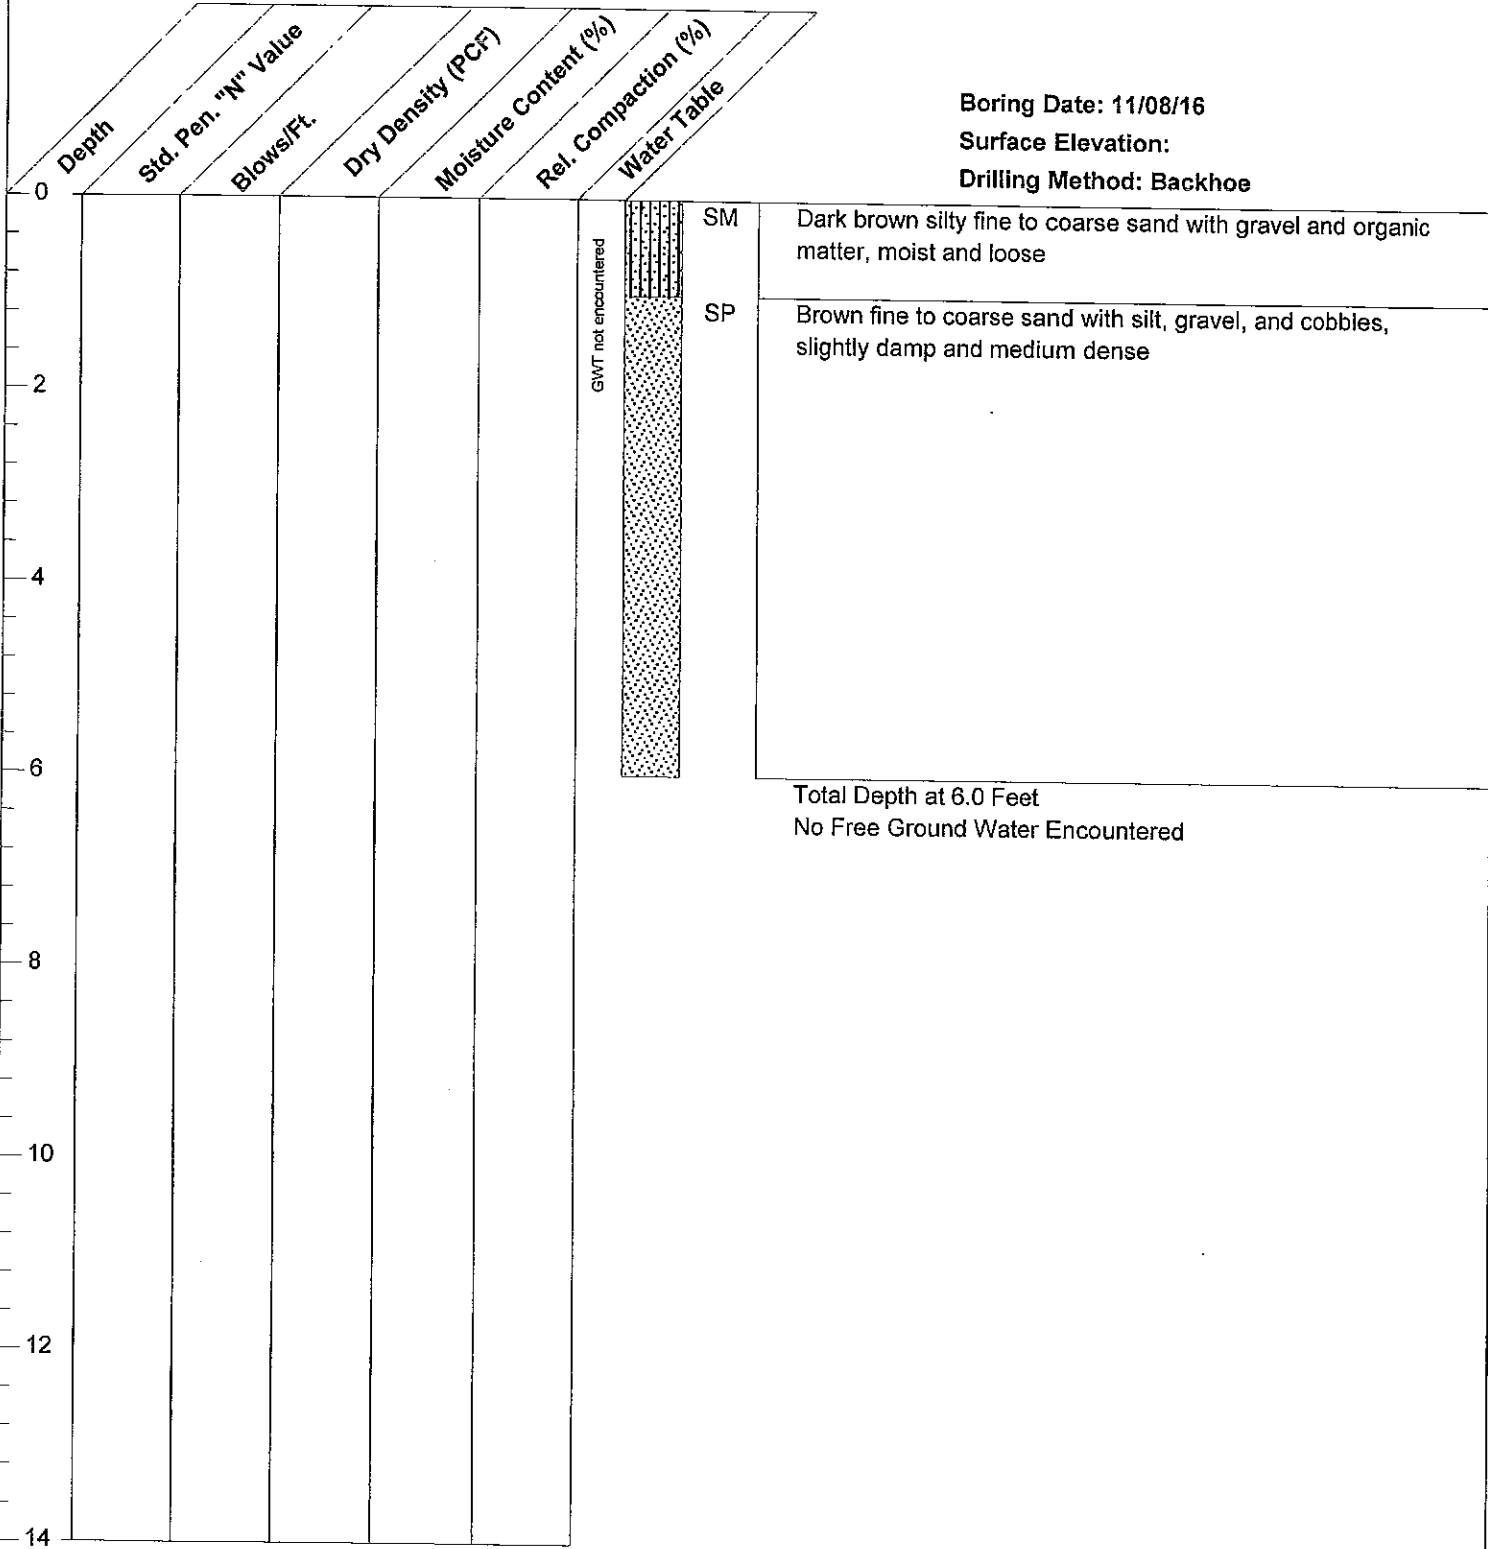 Depth
Std. Pen. "N" Value
Blows/Ft.
Dry Density (PCF)
Moisture Content (%)
Rel. Compaction (%)
Water Table
Boring Date: 11/08/16
Surface Elevation:
Drilling Method: Backhoe
0
GWT not encountered
SM
Dark brown silty fine to coarse sand with gravel and organic
matter, moist and loose
SP
Brown fine to coarse sand with silt, gravel, and cobbles,
slightly damp and medium dense
2
4
6
Total Depth at 6.0 Feet
No Free Ground Water Encountered
8
10
12
14